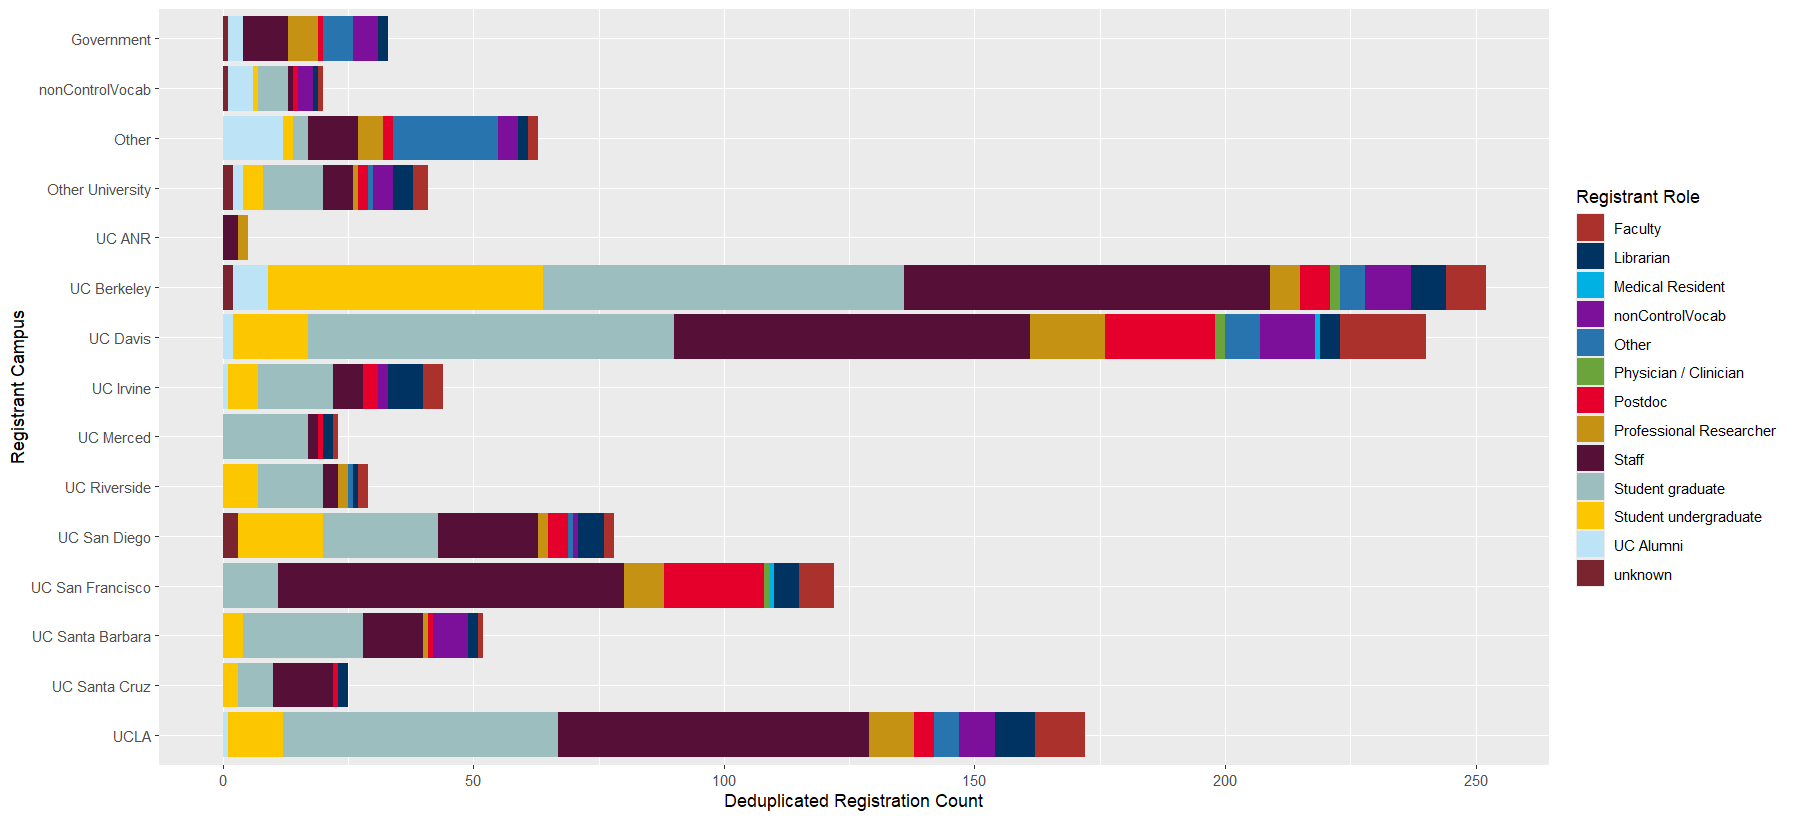 Government
nonControlVocab
Other
Other University
UC ANR
UC Berkeley
UC Davis
UC Irvine
UC Merced
UC Riverside
UC San Diego
UC San Francisco
UC Santa Barbara
UC Santa Cruz
UCLA
Registrant Campus
0 50 100 150 200 250
Deduplicated Registration Count
Registrant Role
Faculty
Librarian
Medical Resident
nonControlVocab
Other
Physician / Clinician
Postdoc
Professional Researcher
Staff
Student graduate
Student undergraduate
UC Alumni
unknown